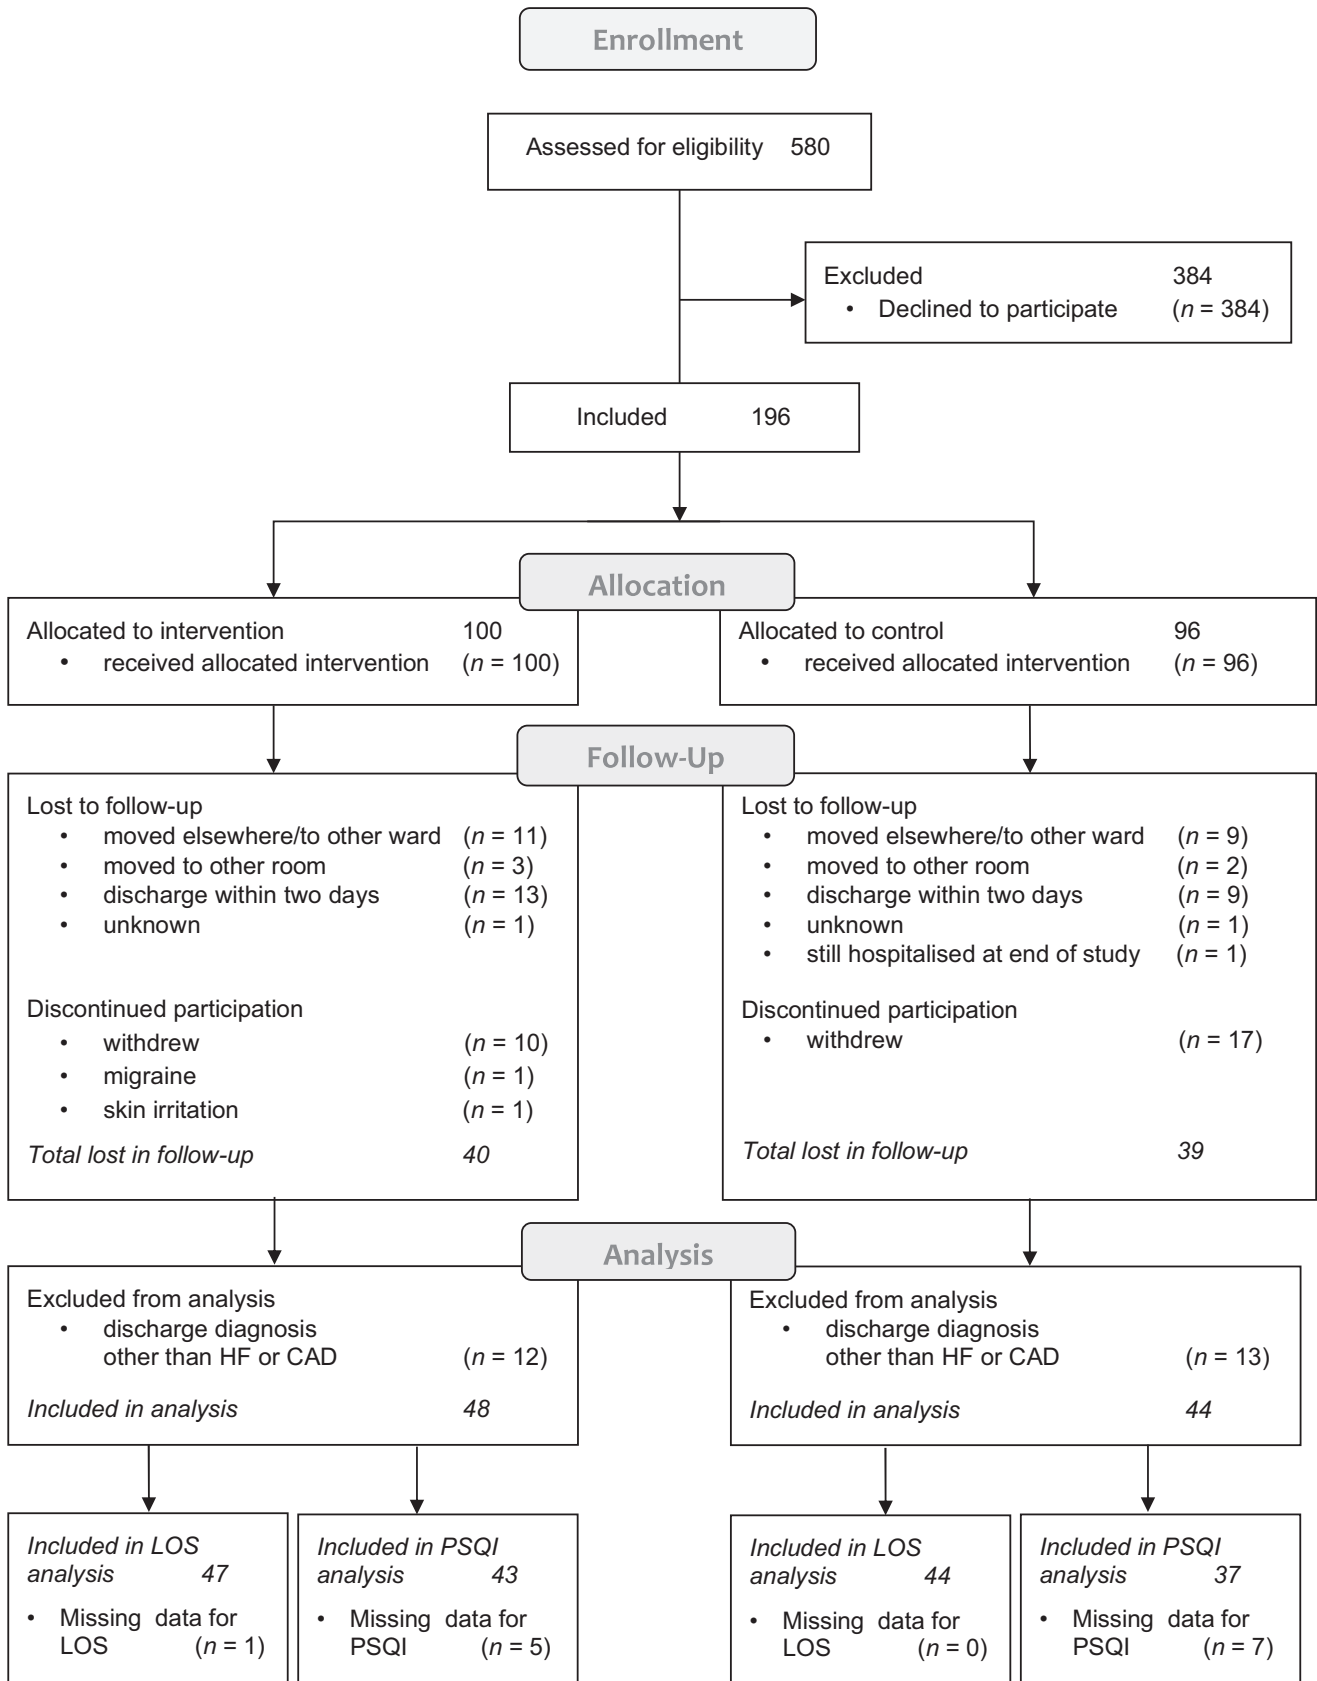 Enrollment
Assessed for eligibility 580
Excluded 384
• Declined to participate (n = 384)
Included 196
Allocation
Allocated to intervention 100
• received allocated intervention (n = 100)
Allocated to control 96
• received allocated intervention (n = 96)
Follow-Up
Lost to follow-up
• moved elsewhere/to other ward (n = 11)
• moved to other room (n = 3)
• discharge within two days (n = 13)
• unknown (n = 1)
Discontinued participation
• withdrew (n = 10)
• migraine (n = 1)
• skin irritation (n = 1)
Total lost in follow-up 40
Lost to follow-up
• moved elsewhere/to other ward (n = 9)
• moved to other room (n = 2)
• discharge within two days (n = 9)
• unknown (n = 1)
• still hospitalised at end of study (n = 1)
Discontinued participation
• withdrew (n = 17)
Total lost in follow-up 39
Analysis
Excluded from analysis
• discharge diagnosis
other than HF or CAD (n = 12)
Included in analysis 48
Excluded from analysis
• discharge diagnosis
other than HF or CAD (n = 13)
Included in analysis 44
Included in LOS
analysis 47
• Missing data for
LOS (n = 1)
Included in PSQI
analysis 43
• Missing data for
PSQI (n = 5)
Included in LOS
analysis 44
• Missing data for
LOS (n = 0)
Included in PSQI
analysis 37
• Missing data for
PSQI (n = 7)